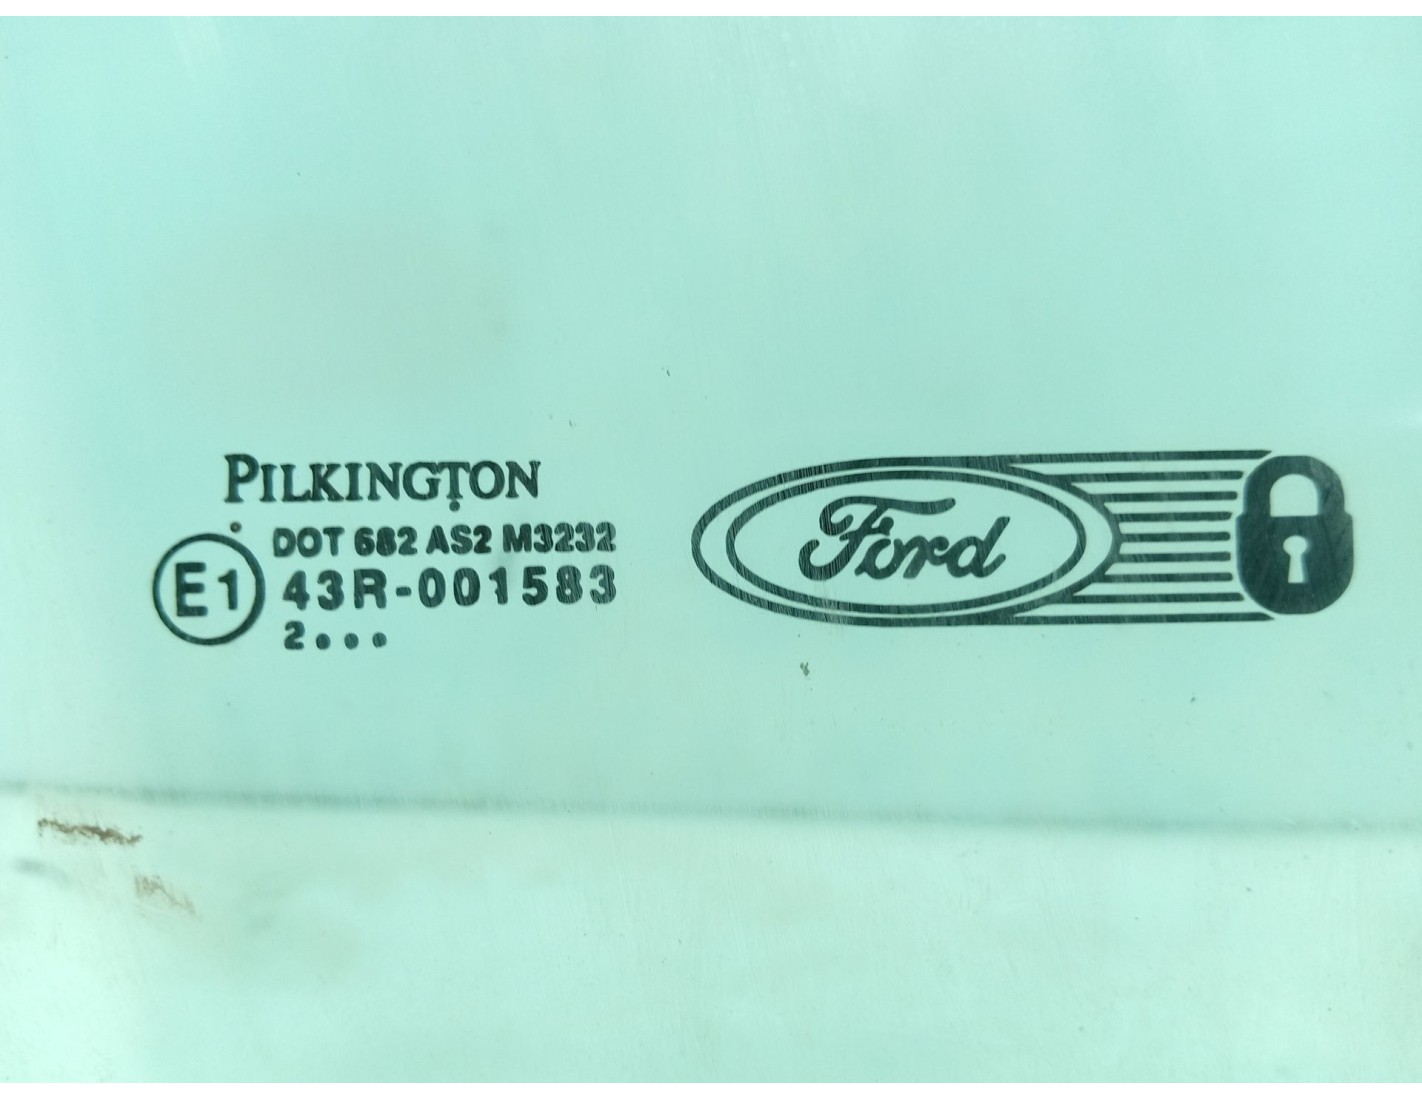 PILKINGTON
DOT 682 AS2 M3232
E1 43R-001583
2...
Ford